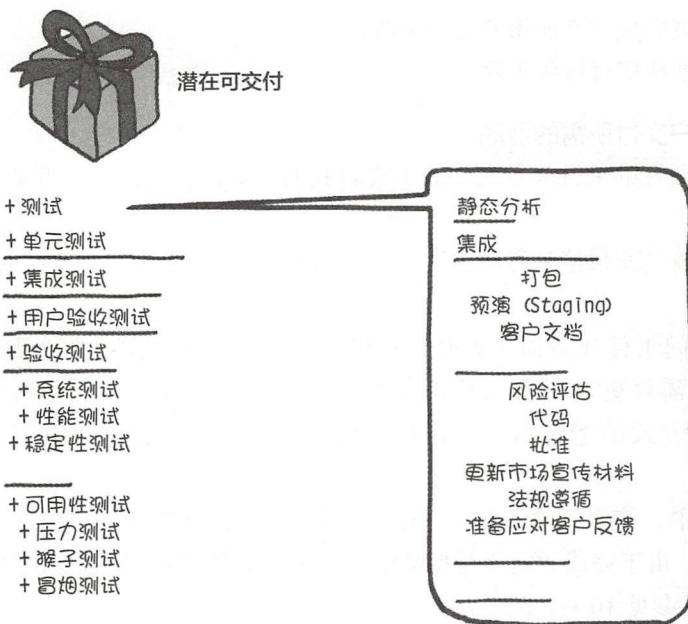 潜在可交付
+ 测试
+ 单元测试
+ 集成测试
+ 用户验收测试
+ 验收测试
+ 系统测试
+ 性能测试
+ 稳定性测试
+ 可用性测试
+ 压力测试
+ 猴子测试
+ 冒烟测试
静态分析
集成
打包
预演 (Staging)
客户文档
风险评估
代码
批准
更新市场宣传材料
法规遵循
准备应对客户反馈